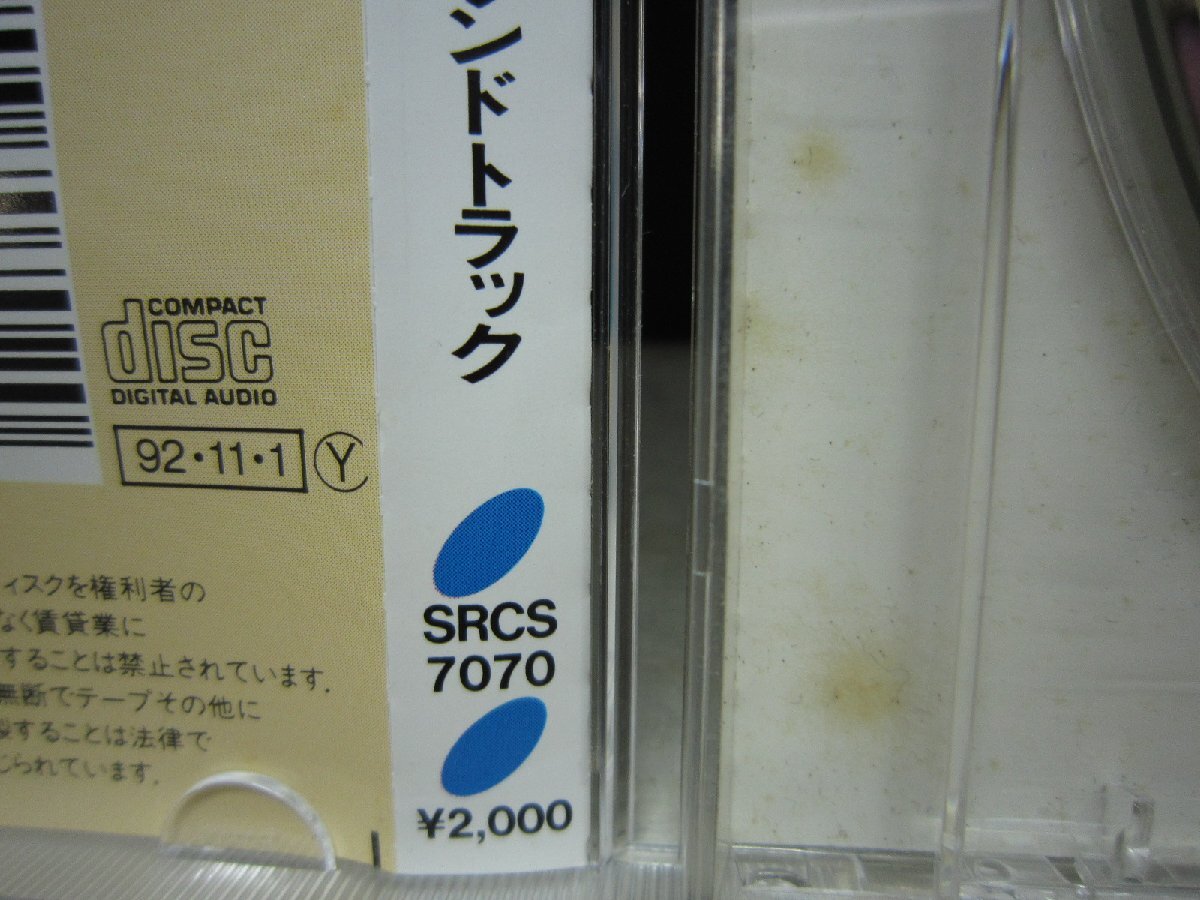 COMPACT
disc
DIGITAL AUDIO
92・11・1 Y
ィスクを権利者の
なく賃貸業に
することは禁止されています.
無断でテープその他に
することは法律で
られています.
ンドトラック
SRCS
7070
¥2,000